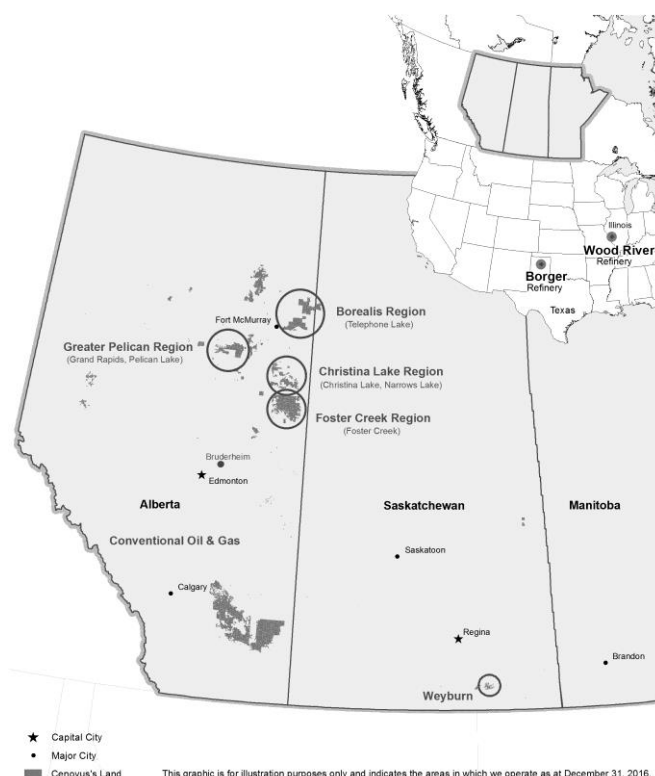 Illinois
Wood River
Refinery
Borger
Refinery
Texas
Borealis Region
(Telephone Lake)
Fort McMurray
Greater Pelican Region
(Grand Rapids, Pelican Lake)
Christina Lake Region
(Christina Lake, Narrows Lake)
Foster Creek Region
(Foster Creek)
Bruderheim
Edmonton
Alberta
Saskatchewan
Manitoba
Conventional Oil & Gas
Saskatoon
Calgary
Regina
Brandon
Weyburn
Capital City
Major City
Cenovus's Land
This graphic is for illustration purposes only and indicates the areas in which we operate as at December 31, 2016.